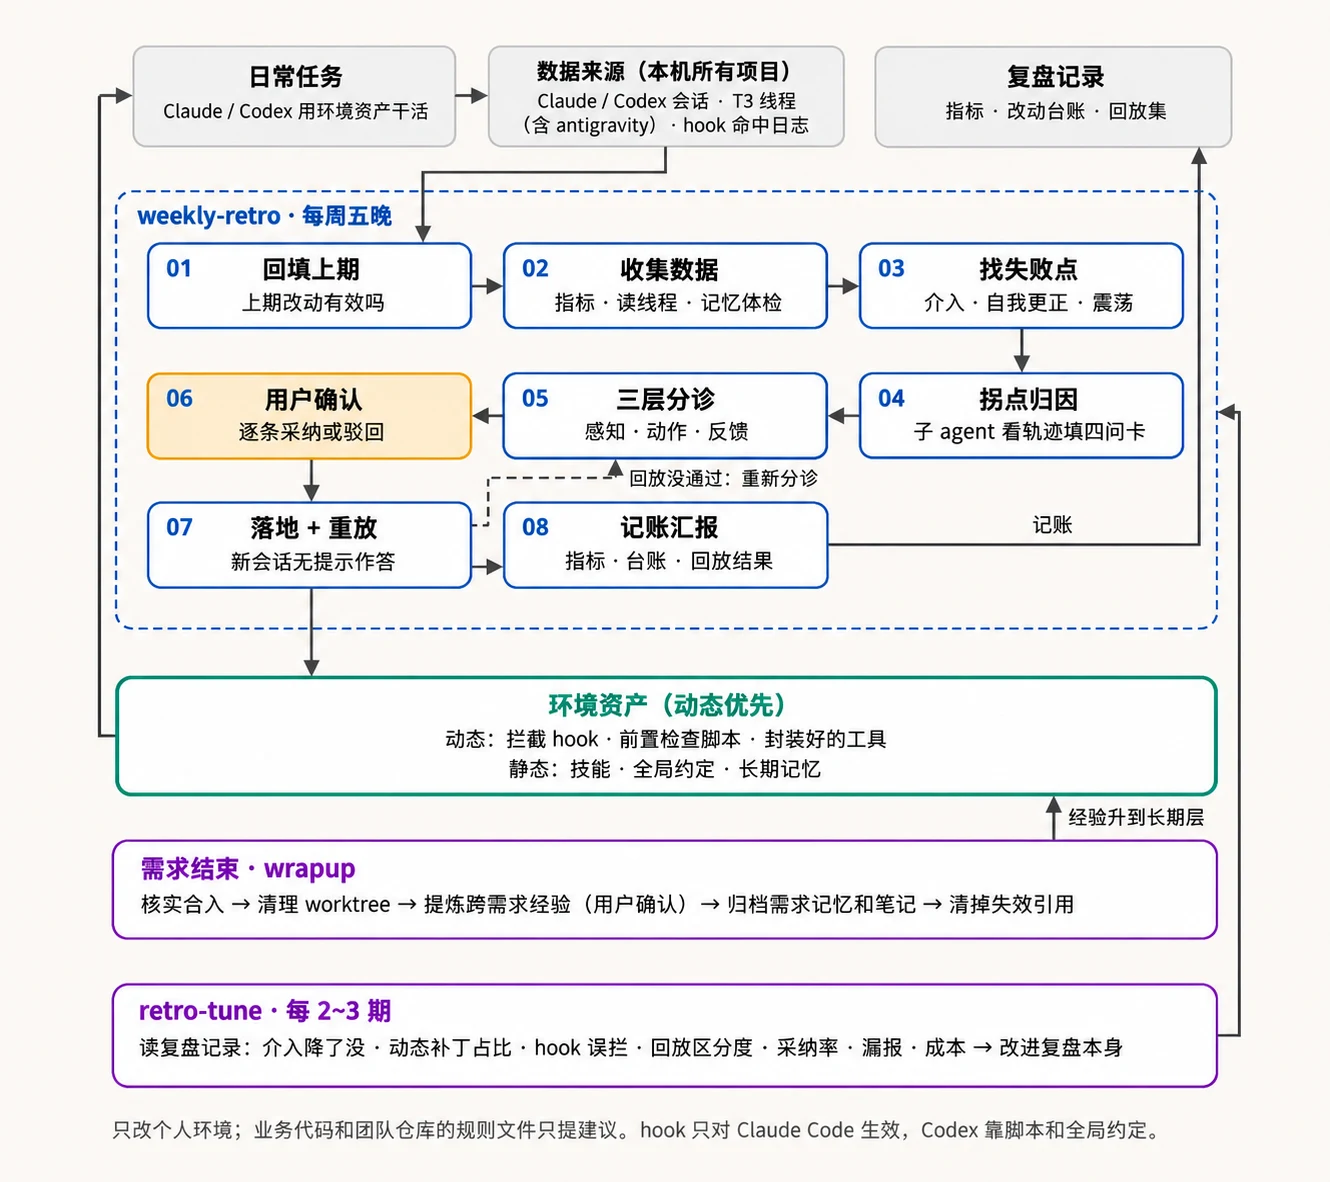 日常任务
Claude / Codex 用环境资产干活
数据来源（本机所有项目）
Claude / Codex 会话 · T3 线程
（含 antigravity） · hook 命中日志
复盘记录
指标 · 改动台账 · 回放集
weekly-retro · 每周五晚
01 回填上期
上期改动有效吗
02 收集数据
指标 · 读线程 · 记忆体检
03 找失败点
介入 · 自我更正 · 震荡
06 用户确认
逐条采纳或驳回
05 三层分诊
感知 · 动作 · 反馈
04 拐点归因
子 agent 看轨迹填四问卡
回放没通过：重新分诊
07 落地 + 重放
新会话无提示作答
08 记账汇报
指标 · 台账 · 回放结果
记账
环境资产（动态优先）
动态：拦截 hook · 前置检查脚本 · 封装好的工具
静态：技能 · 全局约定 · 长期记忆
经验升到长期层
需求结束 · wrapup
核实合入 → 清理 worktree → 提炼跨需求经验（用户确认）→ 归档需求记忆和笔记 → 清掉失效引用
retro-tune · 每 2~3 期
读复盘记录：介入降了没 · 动态补丁占比 · hook 误拦 · 回放区分度 · 采纳率 · 漏报 · 成本 → 改进复盘本身
只改个人环境；业务代码和团队仓库的规则文件只提建议。hook 只对 Claude Code 生效，Codex 靠脚本和全局约定。